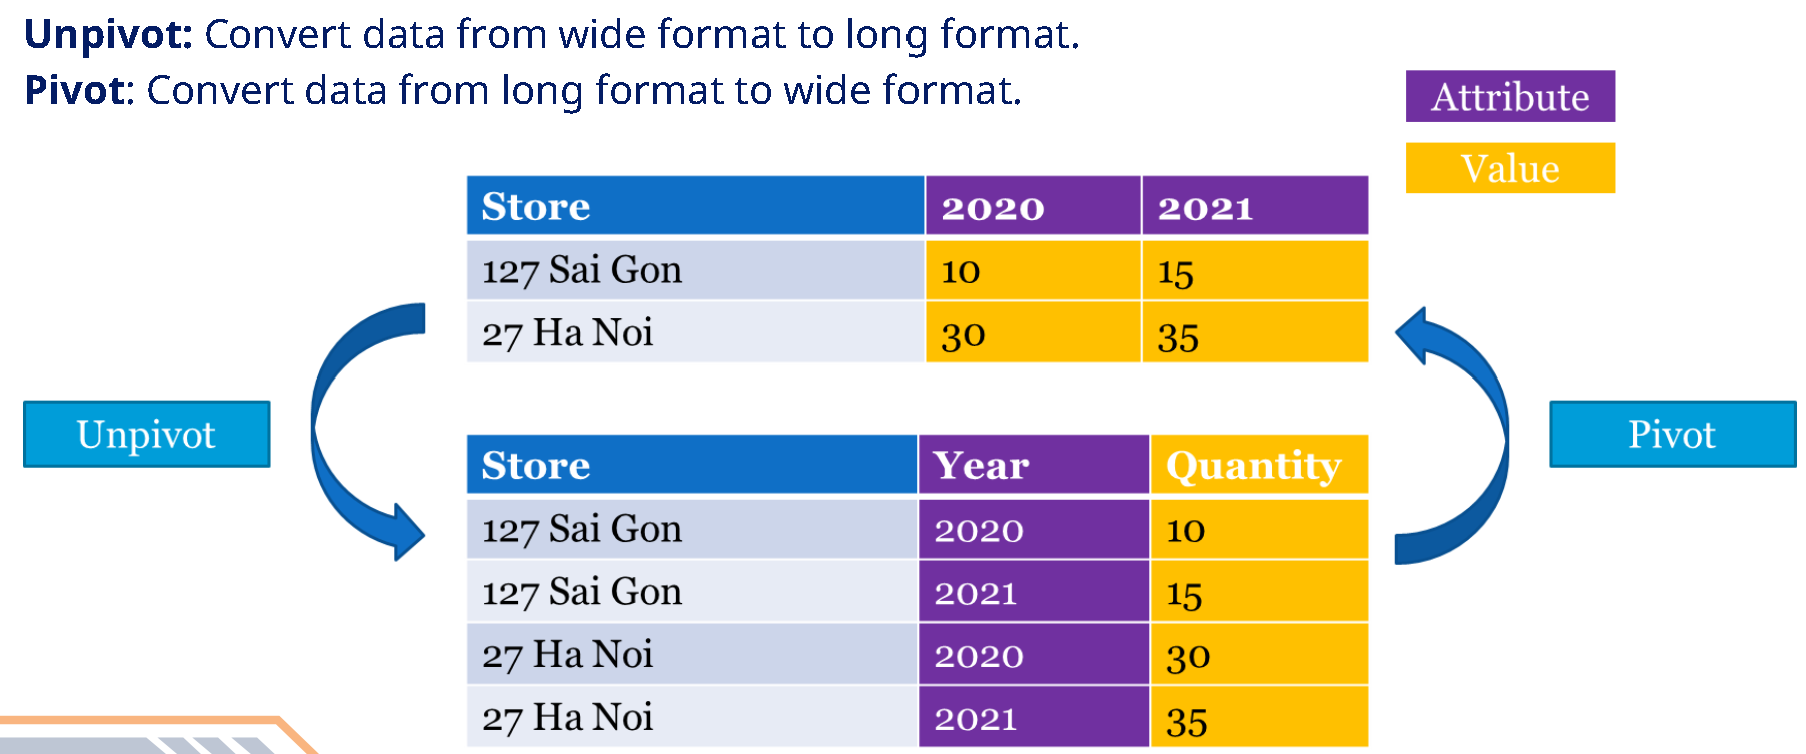 Unpivot: Convert data from wide format to long format.
Pivot: Convert data from long format to wide format.
Attribute
Value
Store 2020 2021
127 Sai Gon 10 15
27 Ha Noi 30 35
Unpivot
Pivot
Store Year Quantity
127 Sai Gon 2020 10
127 Sai Gon 2021 15
27 Ha Noi 2020 30
27 Ha Noi 2021 35